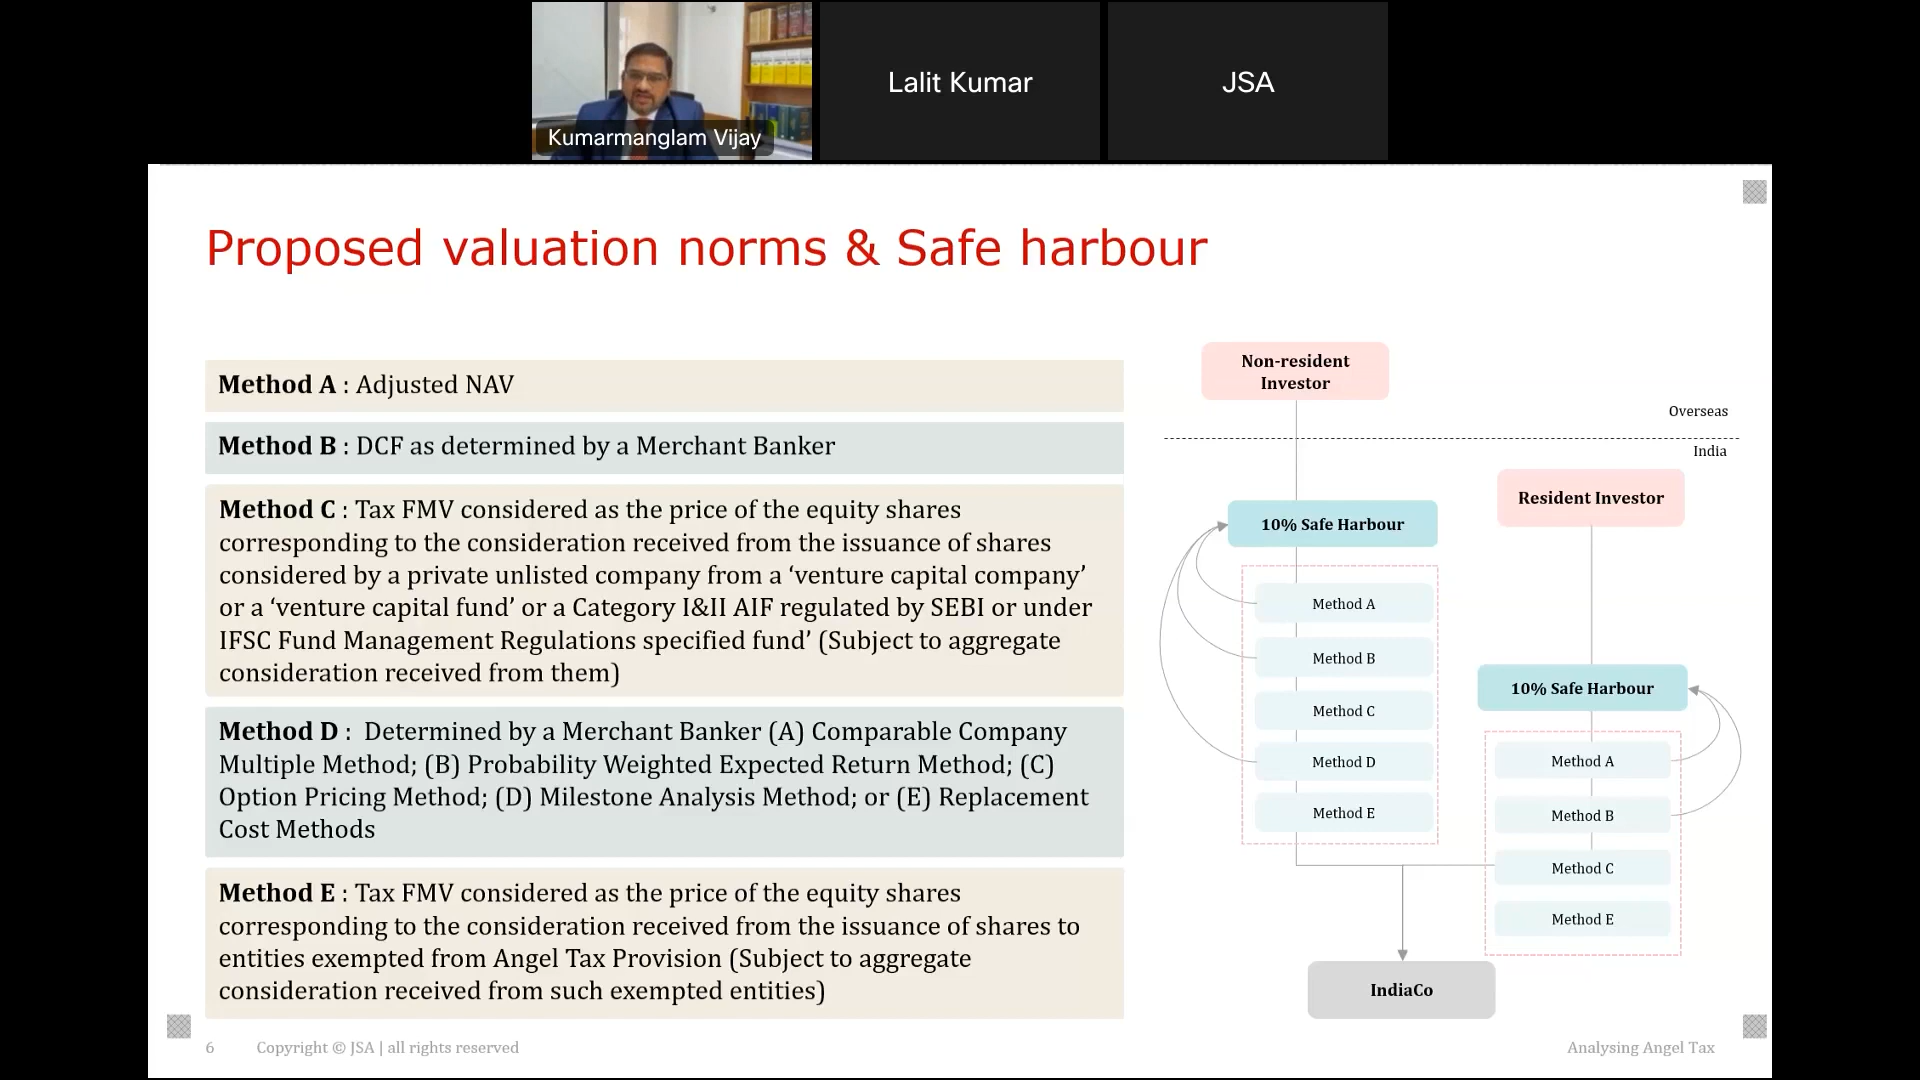 Kumarmanglam Vijay
Lalit Kumar
JSA
Proposed valuation norms & Safe harbour
Method A : Adjusted NAV
Method B : DCF as determined by a Merchant Banker
Method C : Tax FMV considered as the price of the equity shares
corresponding to the consideration received from the issuance of shares
considered by a private unlisted company from a ‘venture capital company’
or a ‘venture capital fund’ or a Category I&II AIF regulated by SEBI or under
IFSC Fund Management Regulations specified fund’ (Subject to aggregate
consideration received from them)
Method D :  Determined by a Merchant Banker (A) Comparable Company
Multiple Method; (B) Probability Weighted Expected Return Method; (C)
Option Pricing Method; (D) Milestone Analysis Method; or (E) Replacement
Cost Methods
Method E : Tax FMV considered as the price of the equity shares
corresponding to the consideration received from the issuance of shares to
entities exempted from Angel Tax Provision (Subject to aggregate
consideration received from such exempted entities)
Non-resident
Investor
Overseas
India
10% Safe Harbour
Method A
Method B
Method C
Method D
Method E
Resident Investor
10% Safe Harbour
Method A
Method B
Method C
Method E
IndiaCo
6
Copyright © JSA | all rights reserved
Analysing Angel Tax